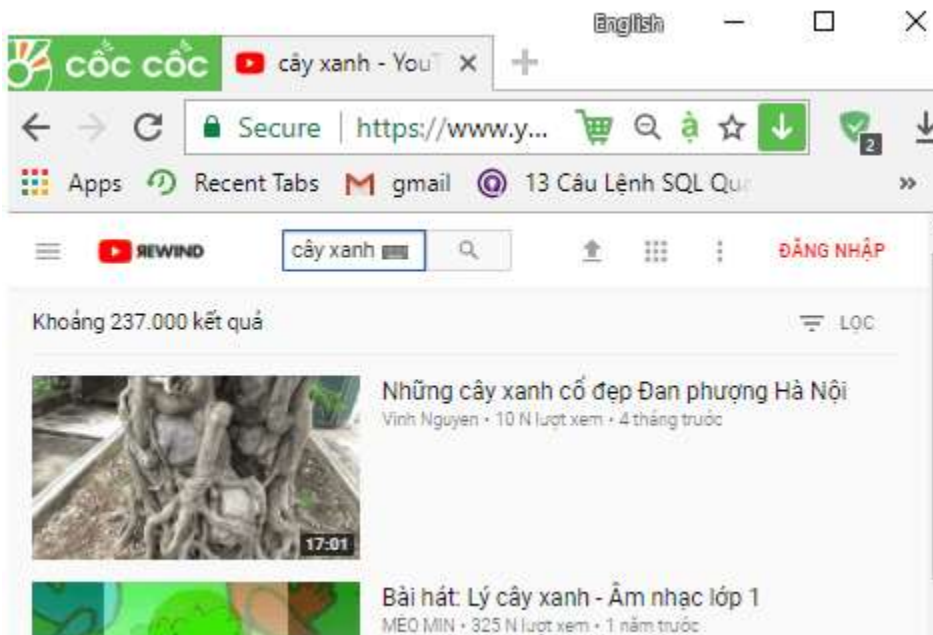 English
cốc cốc cây xanh - YouT
Secure https://www.y...
2
Apps Recent Tabs gmail 13 Câu Lệnh SQL Qu
REWIND cây xanh ĐĂNG NHẬP
Khoảng 237.000 kết quả LỌC
Những cây xanh cổ đẹp Đan phượng Hà Nội
Vinh Nguyen • 10 N lượt xem • 4 tháng trước
17:01
Bài hát: Lý cây xanh - Âm nhạc lớp 1
MÈO MIN • 325 N lượt xem • 1 năm trước